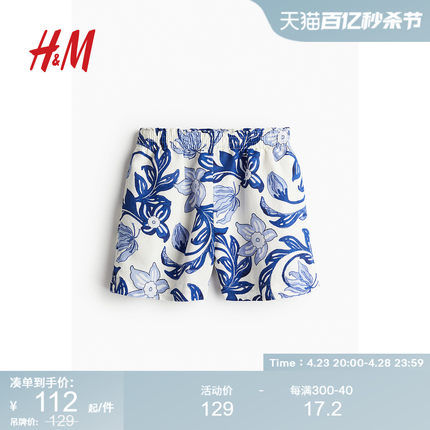 天猫百亿秒杀节
H&M
Time：4.23 20:00-4.28 23:59
凑单到手价：
¥ 112 起/件
吊牌价：129
活动价
129
-
每满300-40
17.2